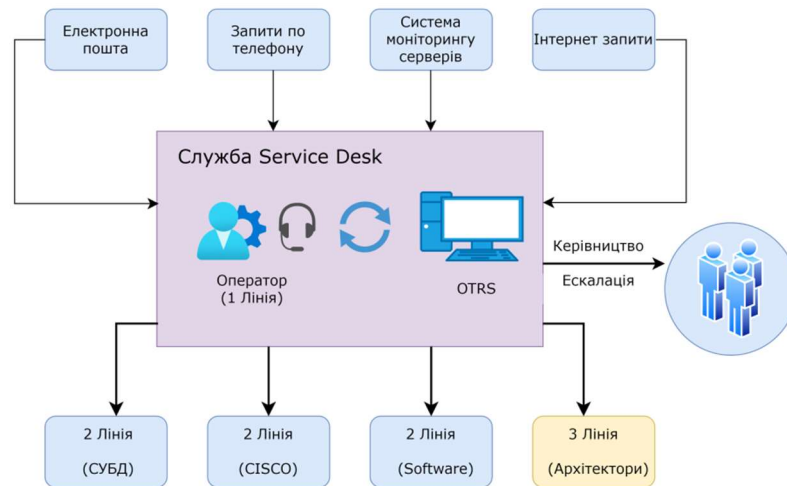 Електронна
пошта
Запити по
телефону
Система
моніторингу
серверів
Інтернет запити
Служба Service Desk
Оператор
(1 Лінія)
OTRS
Керівництво
Ескалація
2 Лінія
(СУБД)
2 Лінія
(CISCO)
2 Лінія
(Software)
3 Лінія
(Архітектори)